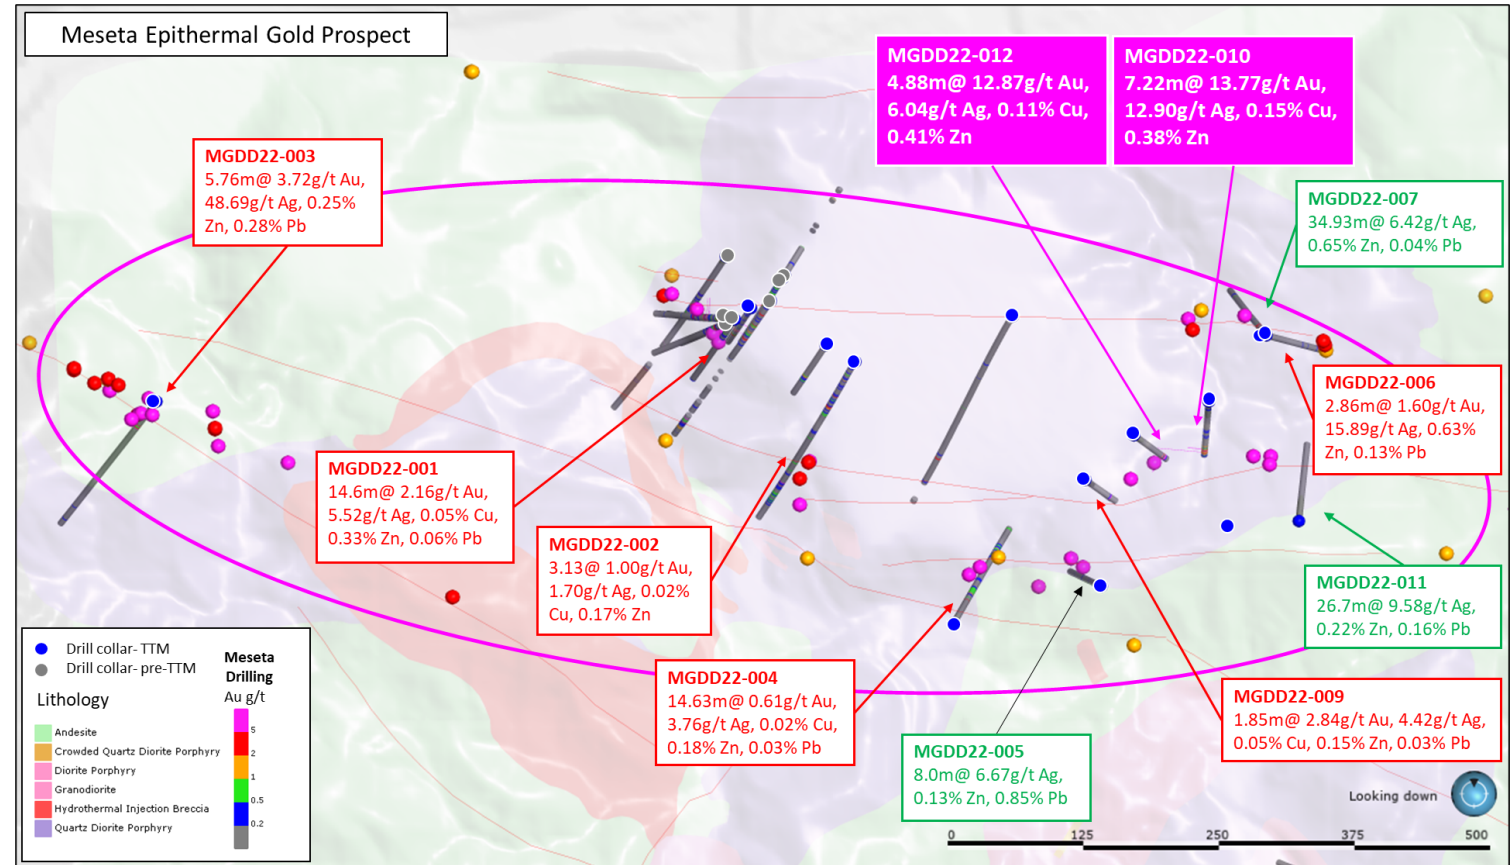 Meseta Epithermal Gold Prospect
MGDD22-012
4.88m@ 12.87g/t Au,
6.04g/t Ag, 0.11% Cu,
0.41% Zn
MGDD22-010
7.22m@ 13.77g/t Au,
12.90g/t Ag, 0.15% Cu,
0.38% Zn
MGDD22-003
5.76m@ 3.72g/t Au,
48.69g/t Ag, 0.25%
Zn, 0.28% Pb
MGDD22-007
34.93m@ 6.42g/t Ag,
0.65% Zn, 0.04% Pb
MGDD22-006
2.86m@ 1.60g/t Au,
15.89g/t Ag, 0.63%
Zn, 0.13% Pb
MGDD22-001
14.6m@ 2.16g/t Au,
5.52g/t Ag, 0.05% Cu,
0.33% Zn, 0.06% Pb
MGDD22-002
3.13@ 1.00g/t Au,
1.70g/t Ag, 0.02%
Cu, 0.17% Zn
MGDD22-011
26.7m@ 9.58g/t Ag,
0.22% Zn, 0.16% Pb
MGDD22-004
14.63m@ 0.61g/t Au,
3.76g/t Ag, 0.02% Cu,
0.18% Zn, 0.03% Pb
MGDD22-009
1.85m@ 2.84g/t Au, 4.42g/t Ag,
0.05% Cu, 0.15% Zn, 0.03% Pb
MGDD22-005
8.0m@ 6.67g/t Ag,
0.13% Zn, 0.85% Pb
Drill collar- TTM
Drill collar- pre-TTM
Lithology
Andesite
Crowded Quartz Diorite Porphyry
Diorite Porphyry
Granodiorite
Hydrothermal Injection Breccia
Quartz Diorite Porphyry
Meseta
Drilling
Au g/t
5
2
1
0.5
0.2
Looking down
0 125 250 375 500